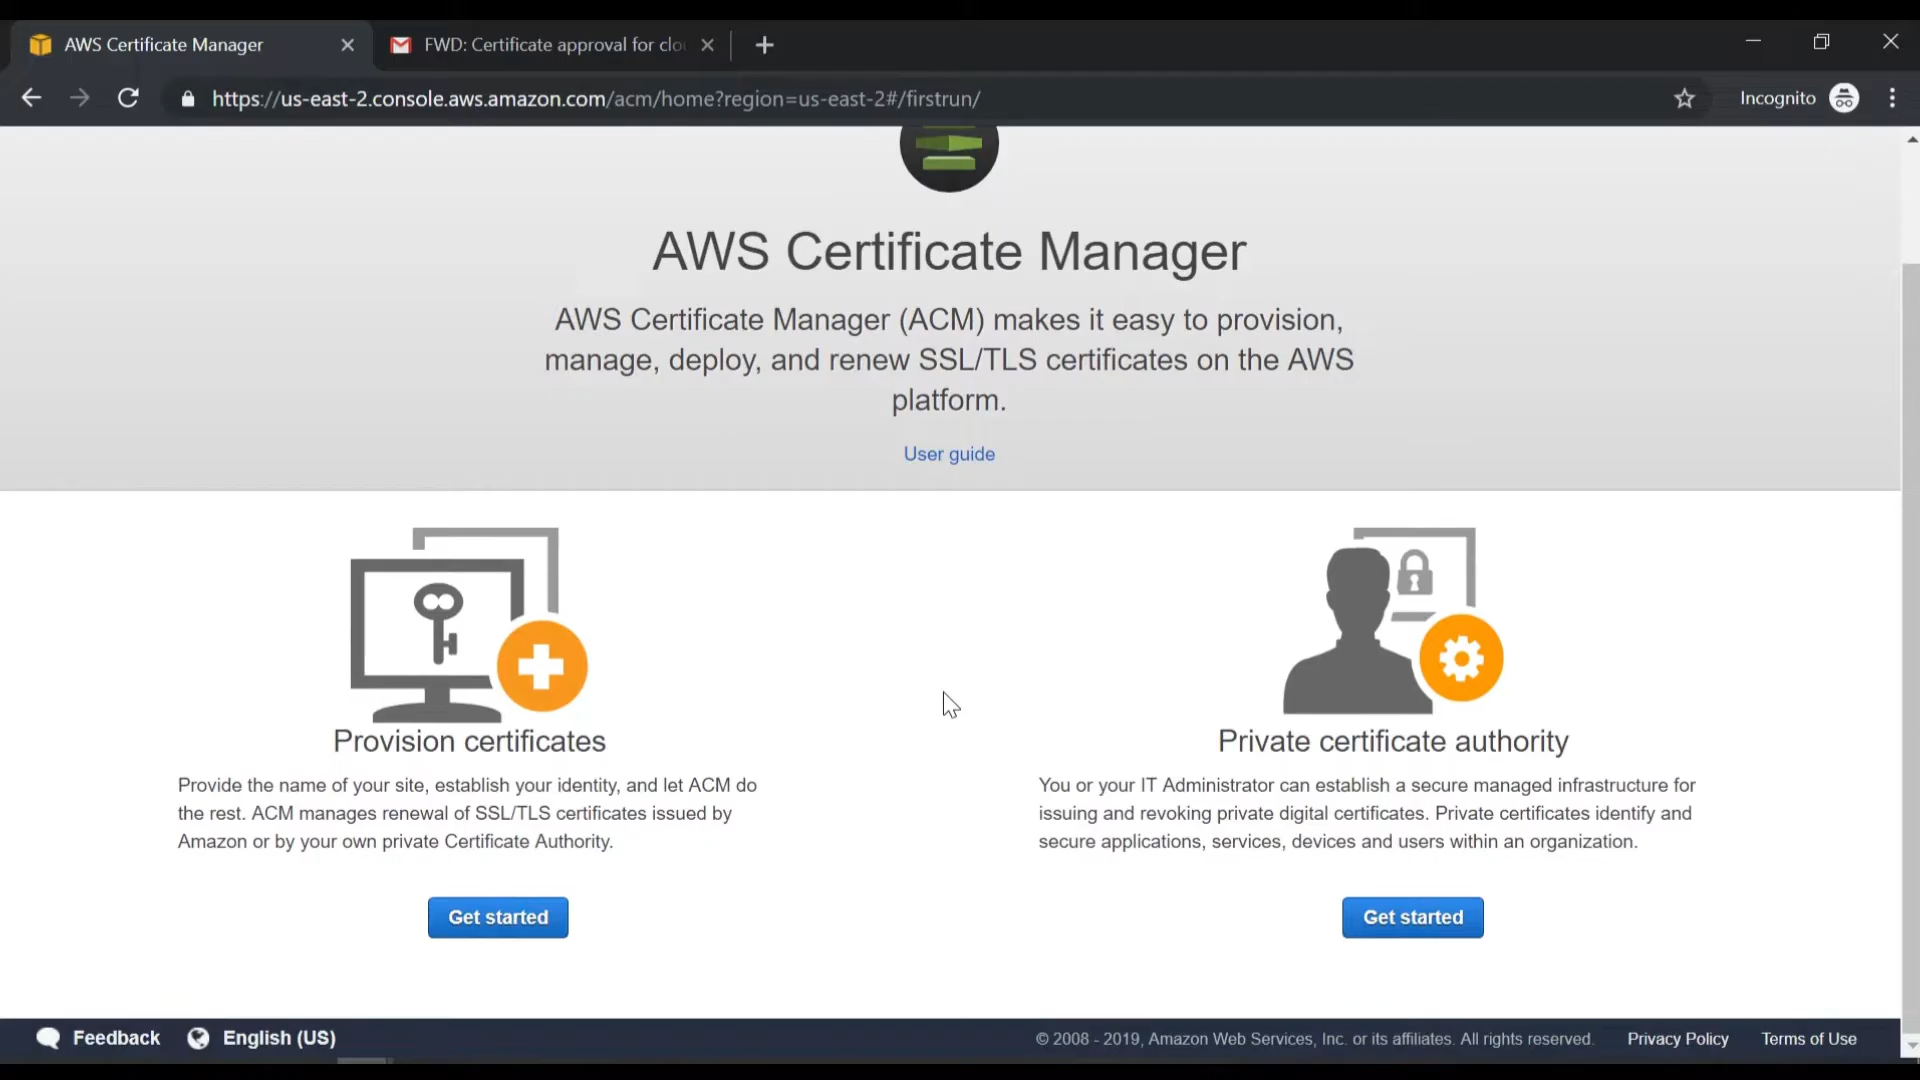 AWS Certificate Manager
FWD: Certificate approval for clo
https://us-east-2.console.aws.amazon.com/acm/home?region=us-east-2#/firstrun/
Incognito
AWS Certificate Manager
AWS Certificate Manager (ACM) makes it easy to provision,
manage, deploy, and renew SSL/TLS certificates on the AWS
platform.
User guide
Provision certificates
Provide the name of your site, establish your identity, and let ACM do
the rest. ACM manages renewal of SSL/TLS certificates issued by
Amazon or by your own private Certificate Authority.
Get started
Private certificate authority
You or your IT Administrator can establish a secure managed infrastructure for
issuing and revoking private digital certificates. Private certificates identify and
secure applications, services, devices and users within an organization.
Get started
Feedback
English (US)
© 2008 - 2019, Amazon Web Services, Inc. or its affiliates. All rights reserved.
Privacy Policy
Terms of Use